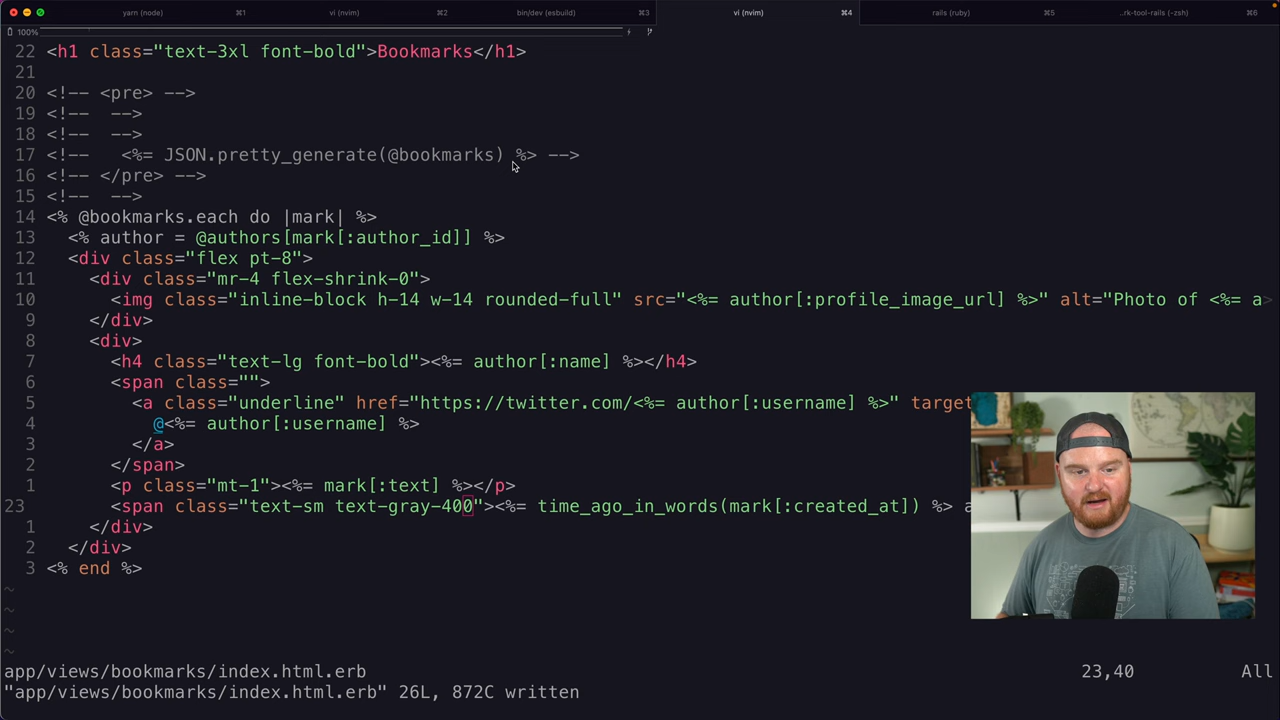 yarn (node) ⌘1 vi (nvim) ⌘2 bin/dev (esbuild) ⌘3 vi (nvim) ⌘4 rails (ruby) ⌘5 ..rk-tool-rails (-zsh) ⌘6
100%
22 <h1 class="text-3xl font-bold">Bookmarks</h1>
21
20 <!-- <pre> -->
19 <!--  -->
18 <!--  -->
17 <!--   <%= JSON.pretty_generate(@bookmarks) %> -->
16 <!-- </pre> -->
15 <!--  -->
14 <% @bookmarks.each do |mark| %>
13   <% author = @authors[mark[:author_id]] %>
12   <div class="flex pt-8">
11     <div class="mr-4 flex-shrink-0">
10       <img class="inline-block h-14 w-14 rounded-full" src="<%= author[:profile_image_url] %>" alt="Photo of <%= a>
9     </div>
8     <div>
7       <h4 class="text-lg font-bold"><%= author[:name] %></h4>
6       <span class="">
5         <a class="underline" href="https://twitter.com/<%= author[:username] %>" target
4           @<%= author[:username] %>
3         </a>
2       </span>
1       <p class="mt-1"><%= mark[:text] %></p>
23       <span class="text-sm text-gray-400"><%= time_ago_in_words(mark[:created_at]) %> a
1     </div>
2   </div>
3 <% end %>
~
~
~
~
app/views/bookmarks/index.html.erb 23,40 All
"app/views/bookmarks/index.html.erb" 26L, 872C written